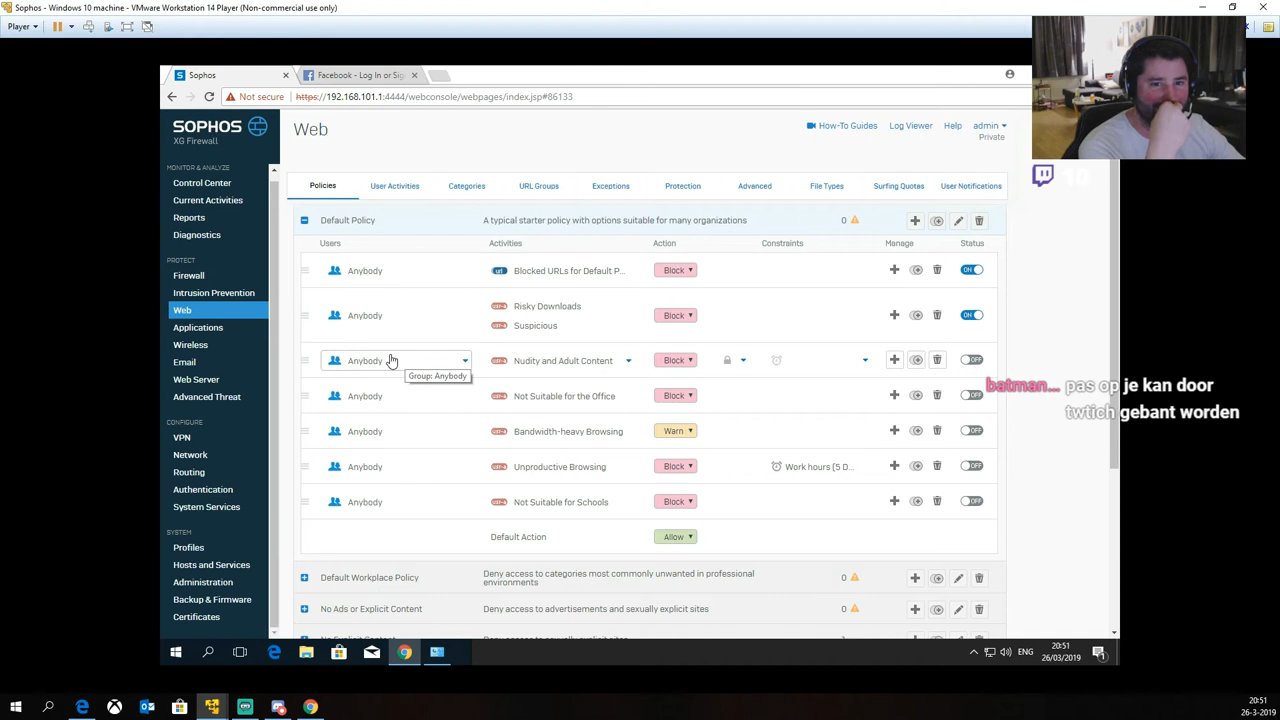 Sophos - Windows 10 machine - VMware Workstation 14 Player (Non-commercial use only)
Player
Sophos
Facebook - Log In or Sig
Not secure
https://192.168.101.1:4444/webconsole/webpages/index.jsp#86133
SOPHOS
XG Firewall
Web
How-To Guides
Log Viewer
Help
admin
Private
MONITOR & ANALYZE
Control Center
Current Activities
Reports
Diagnostics
PROTECT
Firewall
Intrusion Prevention
Web
Applications
Wireless
Email
Web Server
Advanced Threat
CONFIGURE
VPN
Network
Routing
Authentication
System Services
SYSTEM
Profiles
Hosts and Services
Administration
Backup & Firmware
Certificates
Policies
User Activities
Categories
URL Groups
Exceptions
Protection
Advanced
File Types
Surfing Quotas
User Notifications
Default Policy
A typical starter policy with options suitable for many organizations
0
Users
Activities
Action
Constraints
Manage
Status
Anybody
url
Blocked URLs for Default P...
Block
ON
Anybody
Risky Downloads
Suspicious
Block
ON
Anybody
Nudity and Adult Content
Block
OFF
Group: Anybody
Anybody
Not Suitable for the Office
Block
OFF
Anybody
Bandwidth-heavy Browsing
Warn
OFF
Anybody
Unproductive Browsing
Block
Work hours (5 D...
OFF
Anybody
Not Suitable for Schools
Block
OFF
Default Action
Allow
Default Workplace Policy
Deny access to categories most commonly unwanted in professional
environments
0
No Ads or Explicit Content
Deny access to advertisements and sexually explicit sites
0
batman... pas op je kan door
twtich gebant worden
ENG
20:51
26/03/2019
20:51
26-3-2019